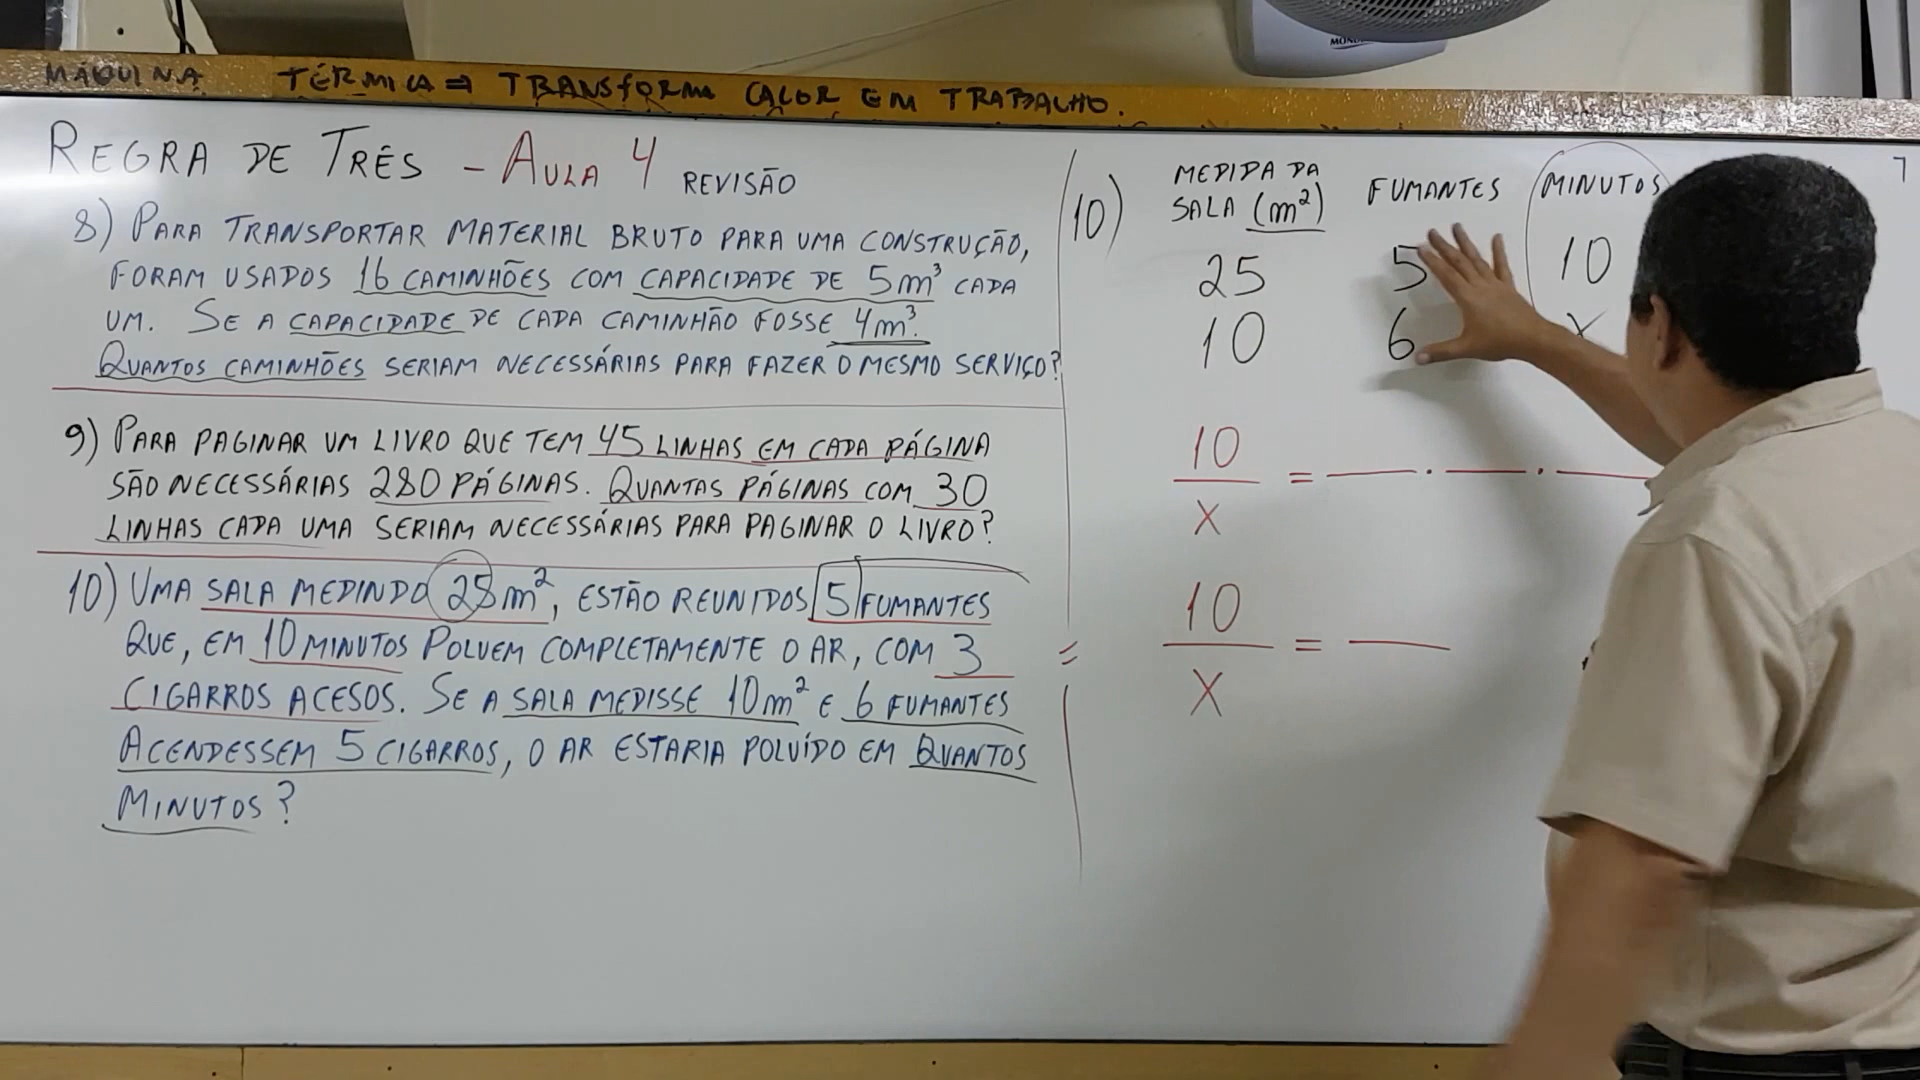 MÁQUINA TÉRMICA ⇒ TRANSFORMA CALOR EM TRABALHO.
REGRA DE TRÊS - AULA 4 REVISÃO
8) PARA TRANSPORTAR MATERIAL BRUTO PARA UMA CONSTRUÇÃO,
FORAM USADOS 16 CAMINHÕES COM CAPACIDADE DE 5m³ CADA
UM. SE A CAPACIDADE DE CADA CAMINHÃO FOSSE 4m³.
QUANTOS CAMINHÕES SERIAM NECESSÁRIAS PARA FAZER O MESMO SERVIÇO?
9) PARA PAGINAR UM LIVRO QUE TEM 45 LINHAS EM CADA PÁGINA
SÃO NECESSÁRIAS 280 PÁGINAS. QUANTAS PÁGINAS COM 30
LINHAS CADA UMA SERIAM NECESSÁRIAS PARA PAGINAR O LIVRO?
10) UMA SALA MEDINDO 25m², ESTÃO REUNIDOS 5 FUMANTES
QUE, EM 10 MINUTOS POLUEM COMPLETAMENTE O AR, COM 3
CIGARROS ACESOS. SE A SALA MEDISSE 10m² E 6 FUMANTES
ACENDESSEM 5 CIGARROS, O AR ESTARIA POLUÍDO EM QUANTOS
MINUTOS?
10) MEDIDA DA
SALA (m²) FUMANTES MINUTOS
25 5 10
10 6 X
10
— = — . — . —
X
10
— = —
X